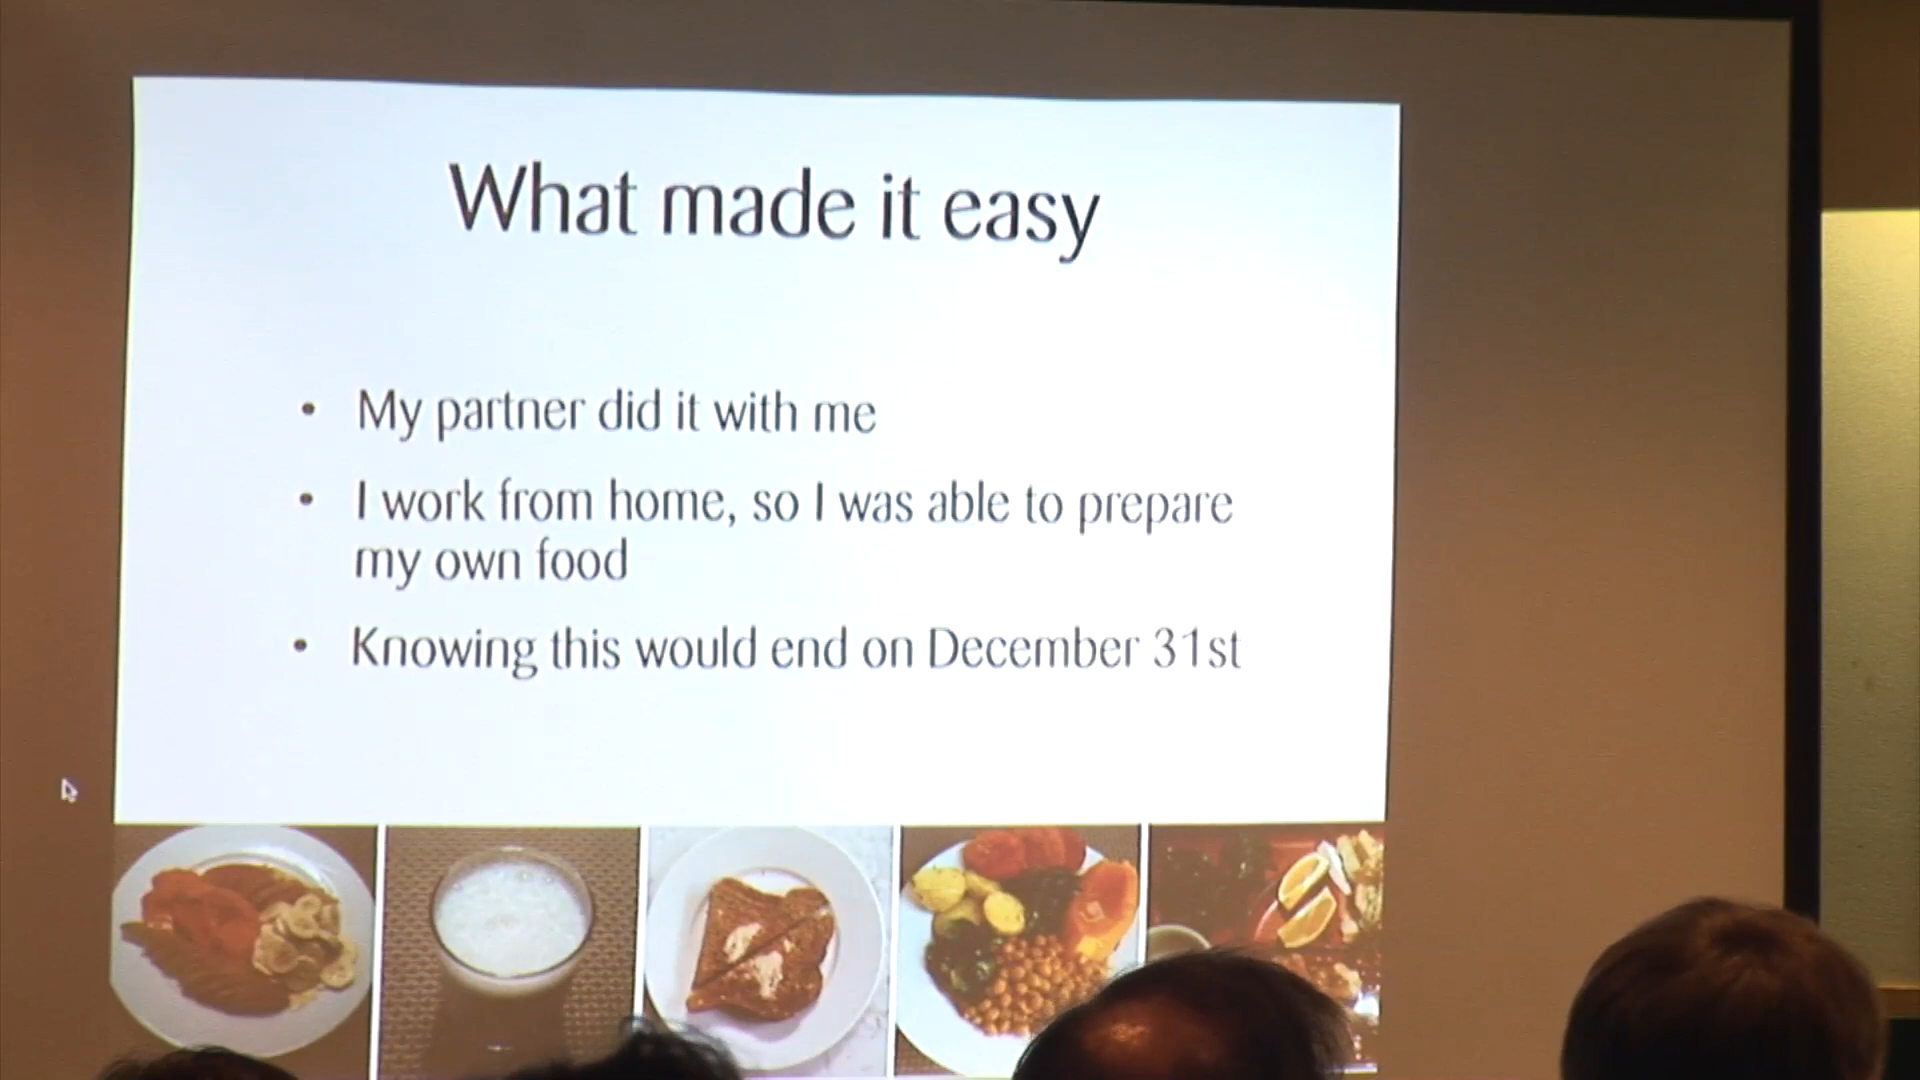 What made it easy
• My partner did it with me
• I work from home, so I was able to prepare
my own food
• Knowing this would end on December 31st